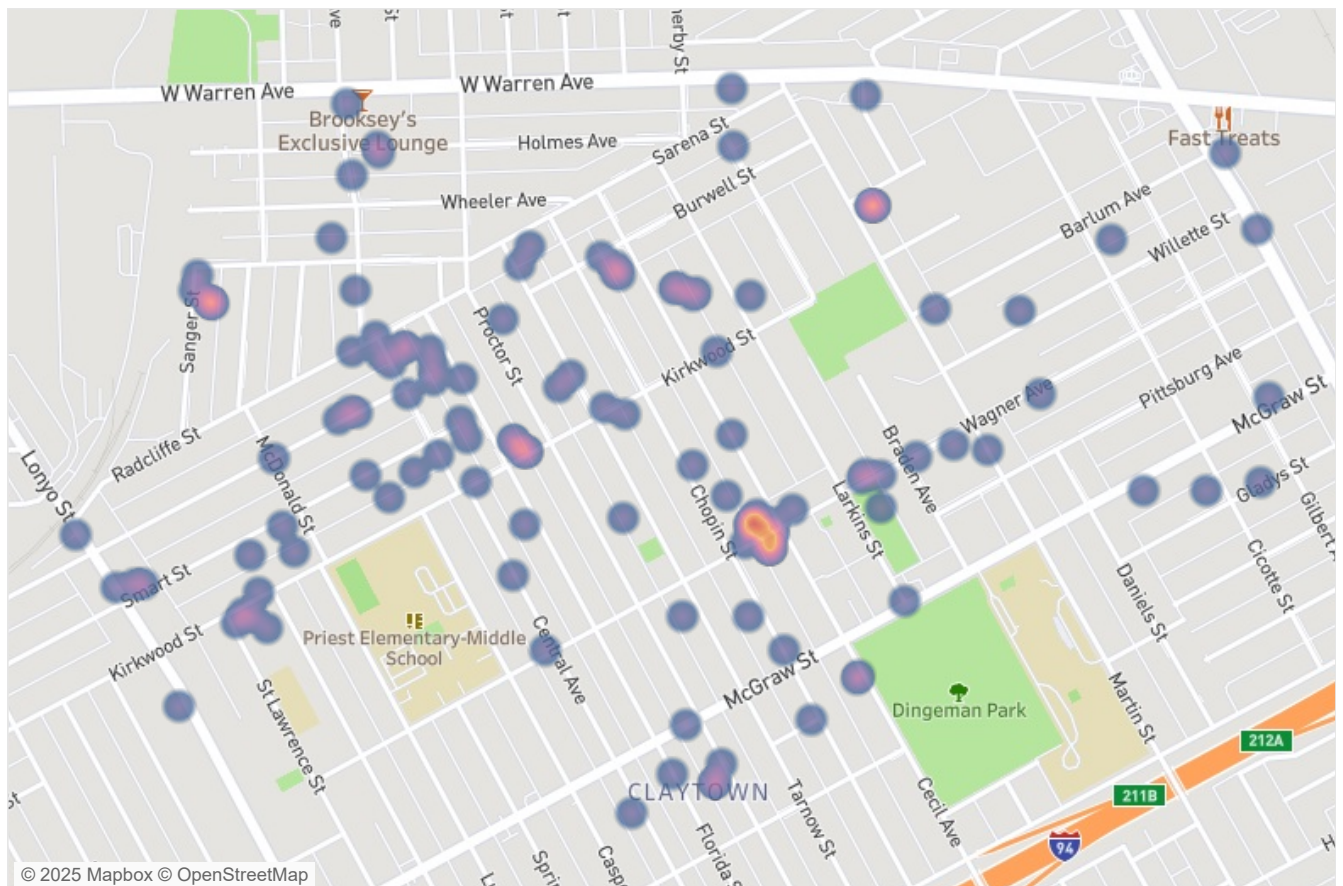 W Warren Ave
W Warren Ave
Brooksey's
Exclusive Lounge
Holmes Ave
Sarena St
Fast Treats
Wheeler Ave
Burwell St
Barlum Ave
Willette St
Sanger St
Proctor St
Kirkwood St
Pittsburg Ave
Wagner Ave
McGraw St
Radcliffe St
McDonald St
Lonyo St
Braden Ave
Larkins St
Chopin St
Gladys St
Gilbert A
Cicotte St
Daniels St
Smart St
Kirkwood St
Priest Elementary-Middle
School
Central Ave
McGraw St
St Lawrence St
Dingeman Park
Martin St
212A
211B
94
CLAYTOWN
Tarnow St
Cecil Ave
Florida S
Casp
Spri
© 2025 Mapbox © OpenStreetMap